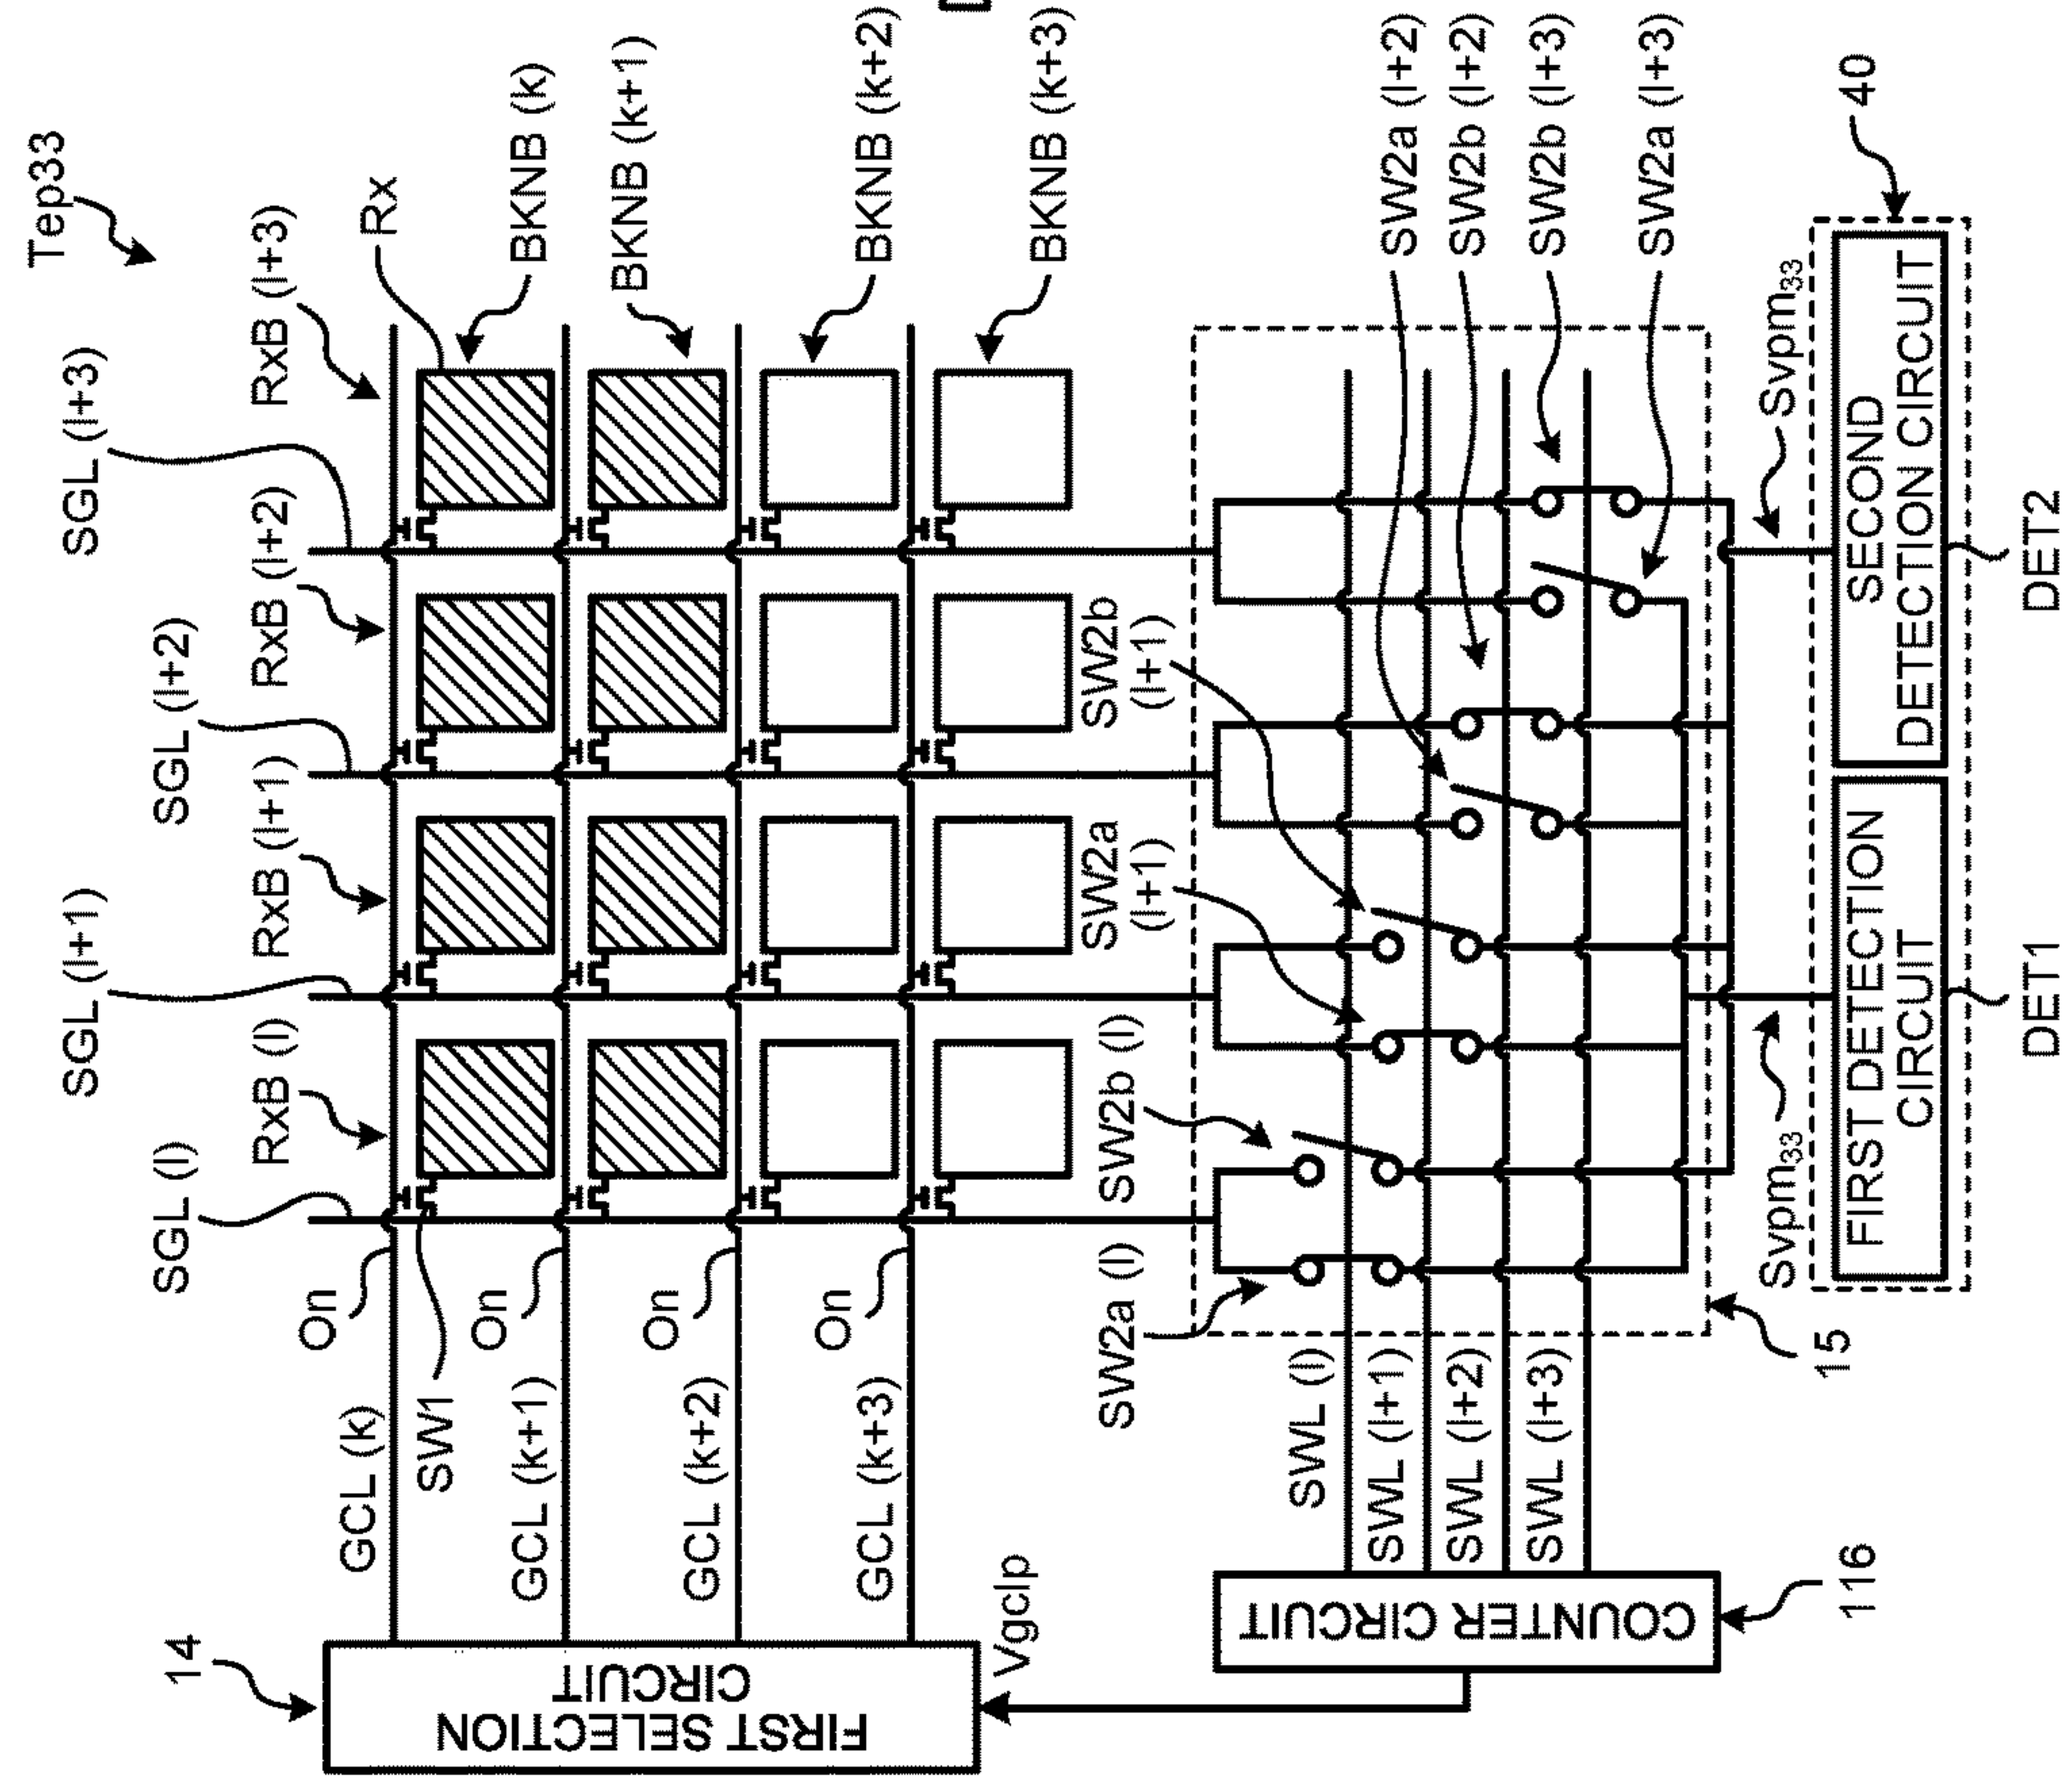 Tep33
SGL (l+3)
RxB (l+3)
Rx
SGL (l+2)
RxB (l+2)
BKNB (k)
SGL (l+1)
RxB (l+1)
BKNB (k+1)
SGL (l)
RxB (l)
BKNB (k+2)
BKNB (k+3)
14
FIRST SELECTION
CIRCUIT
GCL (k)
On
SW1
GCL (k+1)
On
GCL (k+2)
On
GCL (k+3)
On
Vgclp
SW2a (l)
SW2b (l)
SW2a
(l+1)
SW2b
(l+1)
SW2a (l+2)
SW2b (l+2)
SW2b (l+3)
SW2a (l+3)
SWL (l)
SWL (l+1)
SWL (l+2)
SWL (l+3)
COUNTER CIRCUIT
116
15
Svpm33
Svpm33
40
FIRST DETECTION
CIRCUIT
SECOND
DETECTION CIRCUIT
DET1
DET2